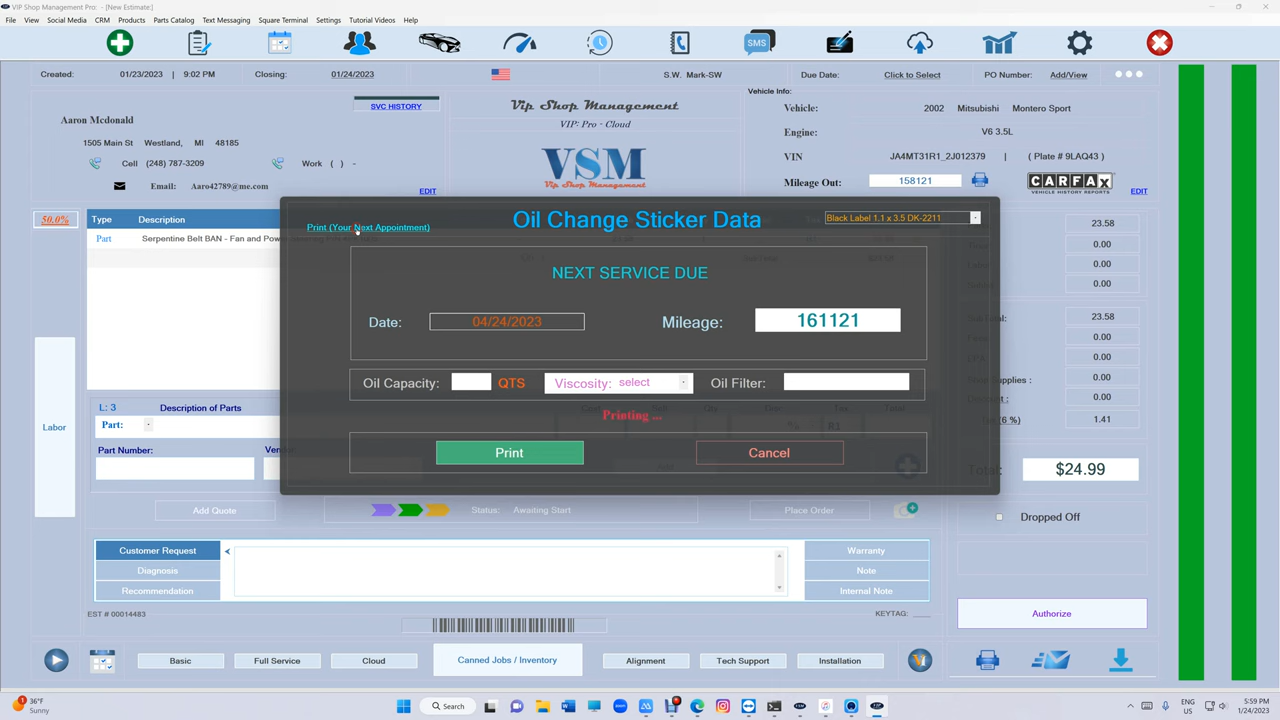 VIP Shop Management Pro: - [New Estimate:]
File View Social Media CRM Products Parts Catalog Text Messaging Square Terminal Settings Tutorial Videos Help
SMS
Created: 01/23/2023 | 9:02 PM Closing: 01/24/2023 S.W. Mark-SW Due Date: Click to Select PO Number: Add/View
SVC HISTORY
Vip Shop Management
VIP: Pro - Cloud
VSM
Vip Shop Management
Aaron Mcdonald
1505 Main St Westland, MI 48185
Cell (248) 787-3209 Work ( ) -
Email: Aaro42789@me.com
EDIT
Vehicle Info:
Vehicle: 2002 Mitsubishi Montero Sport
Engine: V6 3.5L
VIN JA4MT31R1_2J012379 | ( Plate # 9LAQ43 )
Mileage Out: 158121
CARFAX
VEHICLE HISTORY REPORTS
EDIT
50.0%
Type Description
Part Serpentine Belt BAN - Fan and Power
Print (Your Next Appointment)
Oil Change Sticker Data
Black Label 1.1 x 3.5 DK-2211
NEXT SERVICE DUE
Date: 04/24/2023 Mileage: 161121
Oil Capacity: QTS Viscosity: select Oil Filter:
Printing ...
Print Cancel
23.58
0.00
0.00
0.00
23.58
0.00
0.00
Supplies : 0.00
0.00
(6 %) 1.41
Total: $24.99
Dropped Off
Authorize
Labor
L: 3 Description of Parts
Part:
Part Number:
Add Quote Status: Awaiting Start Place Order
Customer Request
Diagnosis
Recommendation
Warranty
Note
Internal Note
EST # 00014483
KEYTAG: ____
Basic Full Service Cloud Canned Jobs / Inventory Alignment Tech Support Installation
1 36°F
Sunny
Search
ENG
US
5:59 PM
1/24/2023